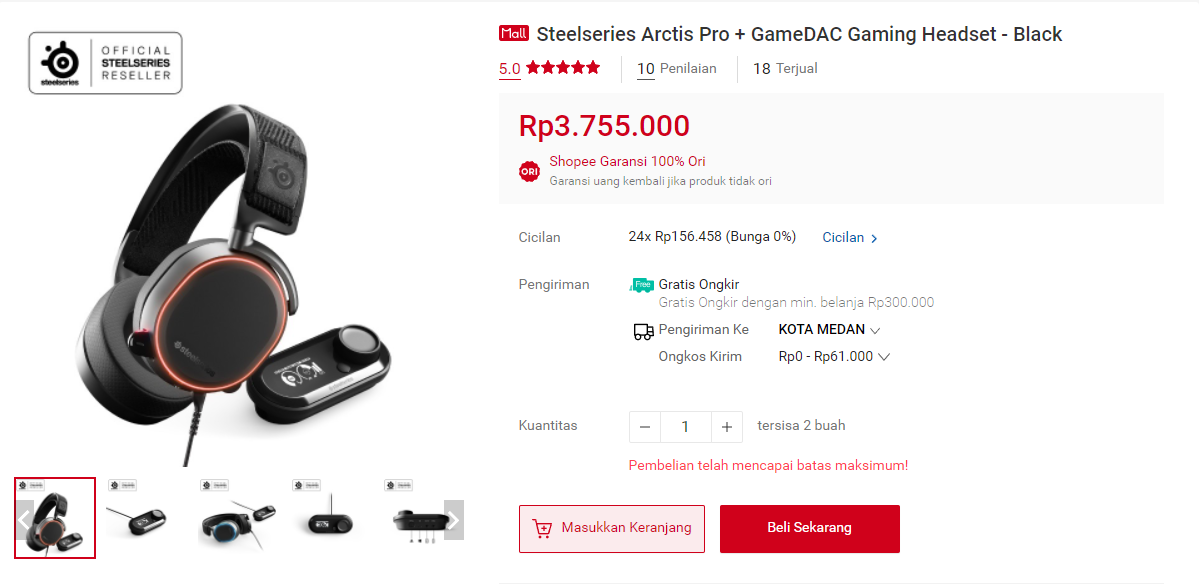 OFFICIAL
STEELSERIES
RESELLER
steelseries
Mall Steelseries Arctis Pro + GameDAC Gaming Headset - Black
5.0 10 Penilaian 18 Terjual
Rp3.755.000
ORI Shopee Garansi 100% Ori
Garansi uang kembali jika produk tidak ori
Cicilan 24x Rp156.458 (Bunga 0%) Cicilan >
Pengiriman Free Gratis Ongkir
Gratis Ongkir dengan min. belanja Rp300.000
Pengiriman Ke KOTA MEDAN
Ongkos Kirim Rp0 - Rp61.000
Kuantitas − 1 + tersisa 2 buah
Pembelian telah mencapai batas maksimum!
Masukkan Keranjang Beli Sekarang